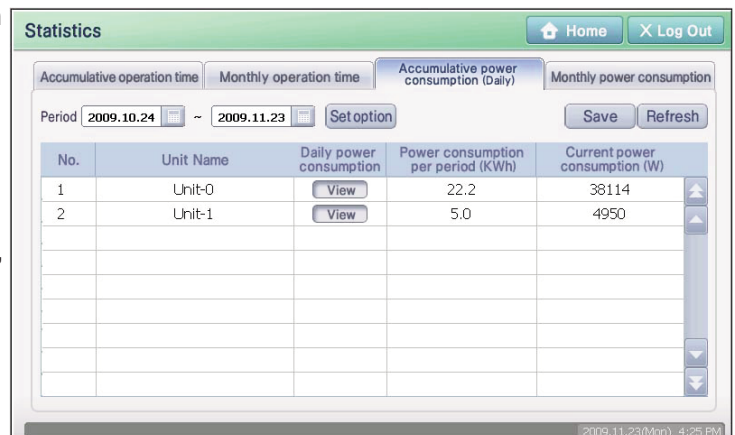 Statistics
Home
X Log Out
Accumulative operation time
Monthly operation time
Accumulative power
consumption (Daily)
Monthly power consumption
Period 2009.10.24 ~ 2009.11.23 Set option
Save Refresh
No. Unit Name Daily power consumption Power consumption per period (KWh) Current power consumption (W)
1 Unit-0 View 22.2 38114
2 Unit-1 View 5.0 4950
2009.11.23(Mon) 4:25 PM